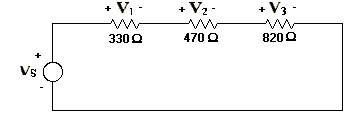 + V₁ - + V₂ - + V₃ -
330 Ω 470 Ω 820 Ω
+
Vs
-